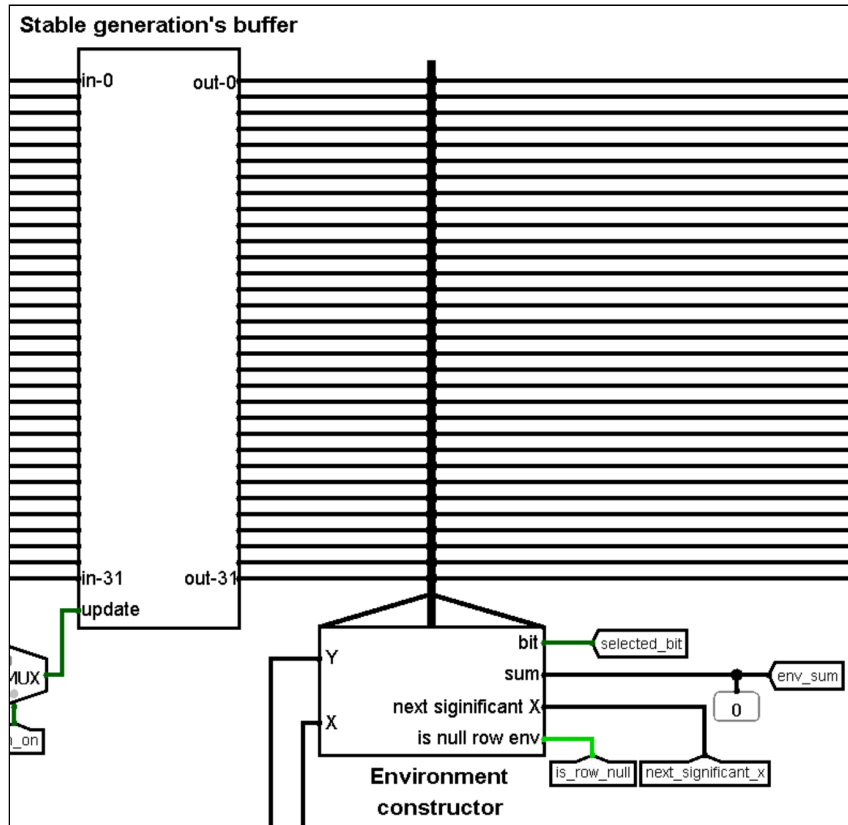 Stable generation's buffer
in-0
out-0
in-31
out-31
update
MUX
n_on
Y
X
bit
sum
next siginificant X
is null row env
selected_bit
env_sum
0
is_row_null
next_significant_x
Environment
constructor